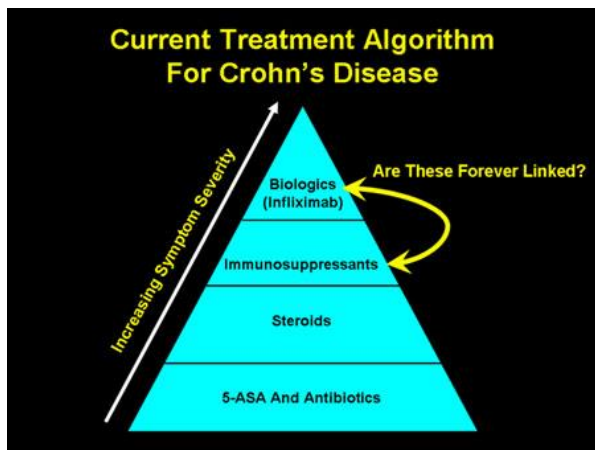 Current Treatment Algorithm
For Crohn's Disease
Increasing Symptom Severity
Are These Forever Linked?
Biologics
(Infliximab)
Immunosuppressants
Steroids
5-ASA And Antibiotics